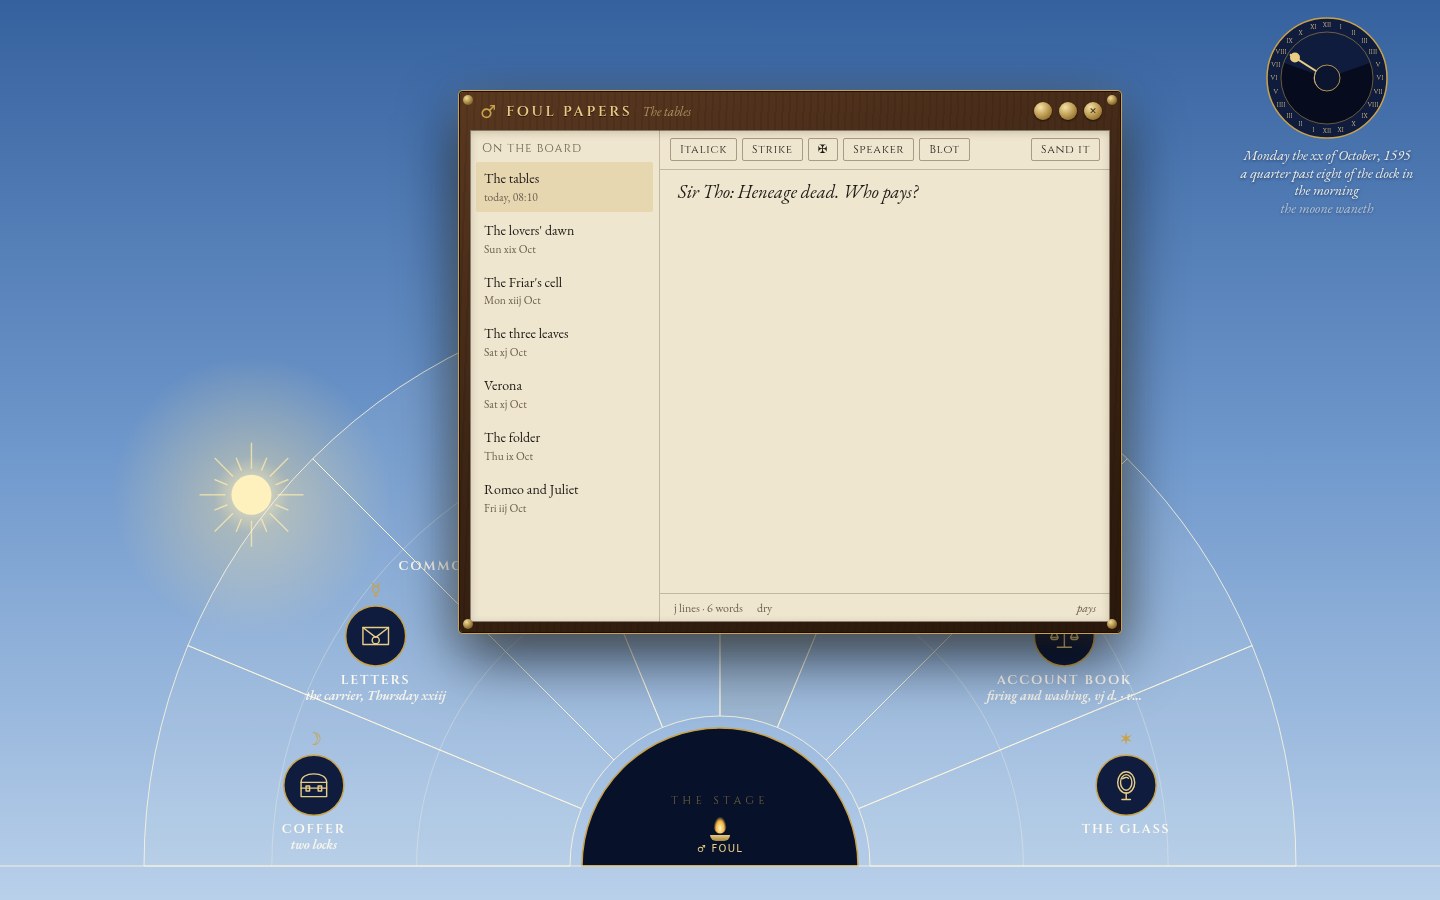 FOUL PAPERS The tables
ON THE BOARD
ITALICK STRIKE ✠ SPEAKER BLOT SAND IT
The tables
today, 08:10
The lovers' dawn
Sun xix Oct
The Friar's cell
Mon xiij Oct
The three leaves
Sat xj Oct
Verona
Sat xj Oct
The folder
Thu ix Oct
Romeo and Juliet
Fri iij Oct
Sir Tho: Heneage dead. Who pays?
j lines · 6 words dry pays
Monday the xx of October, 1595
a quarter past eight of the clock in
the morning
the moone waneth
COMMO
LETTERS
the carrier, Thursday xxiij
COFFER
two locks
THE STAGE
♂ FOUL
ACCOUNT BOOK
firing and washing, vj d. · v...
THE GLASS